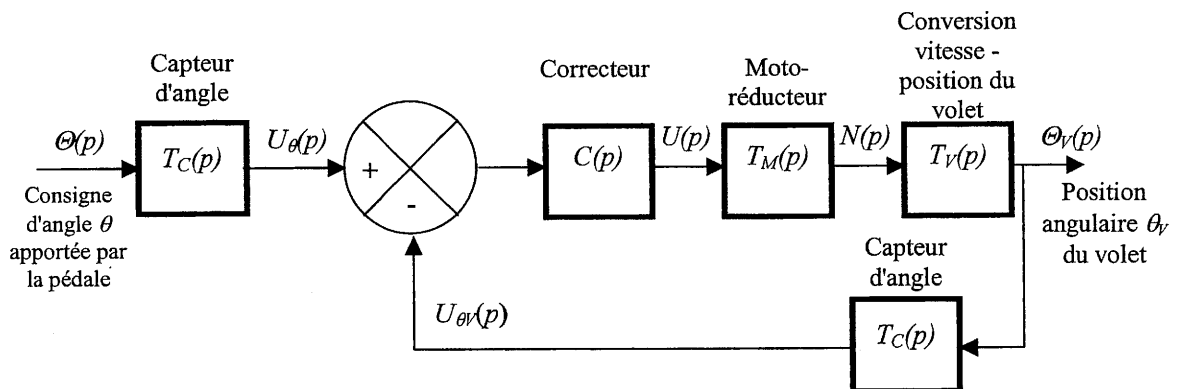 Conversion
vitesse -
position du
volet
Capteur
d'angle
Correcteur
Moto-
réducteur
Θ(p)
T_C(p)
U_θ(p)
+
-
C(p)
U(p)
T_M(p)
N(p)
T_V(p)
Θ_V(p)
Consigne
d'angle θ
apportée par
la pédale
Position
angulaire θ_V
du volet
Capteur
d'angle
U_θV(p)
T_C(p)